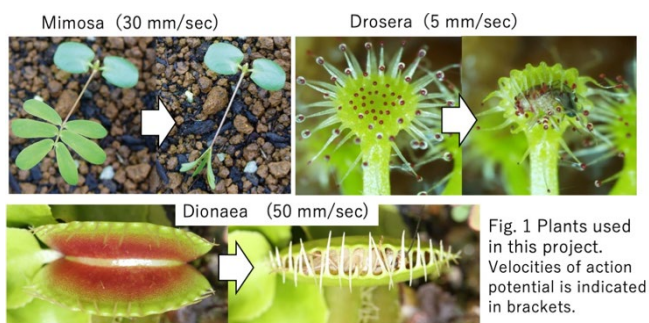 Mimosa (30 mm/sec)
Drosera (5 mm/sec)
Dionaea (50 mm/sec)
Fig. 1 Plants used
in this project.
Velocities of action
potential is indicated
in brackets.